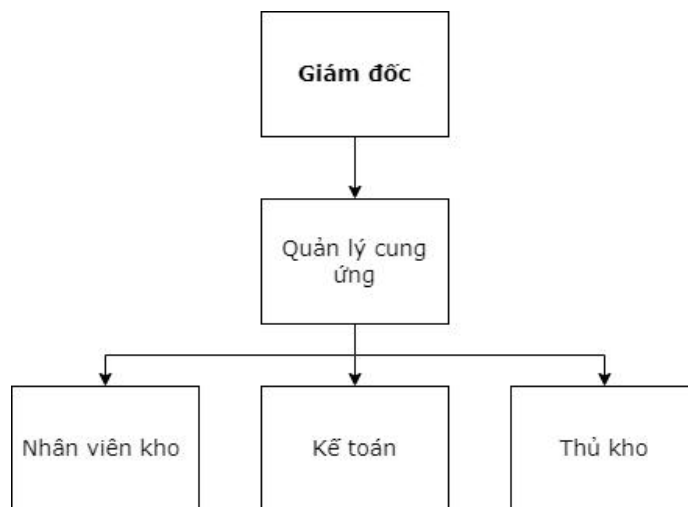 Giám đốc
Quản lý cung
ứng
Nhân viên kho
Kế toán
Thủ kho